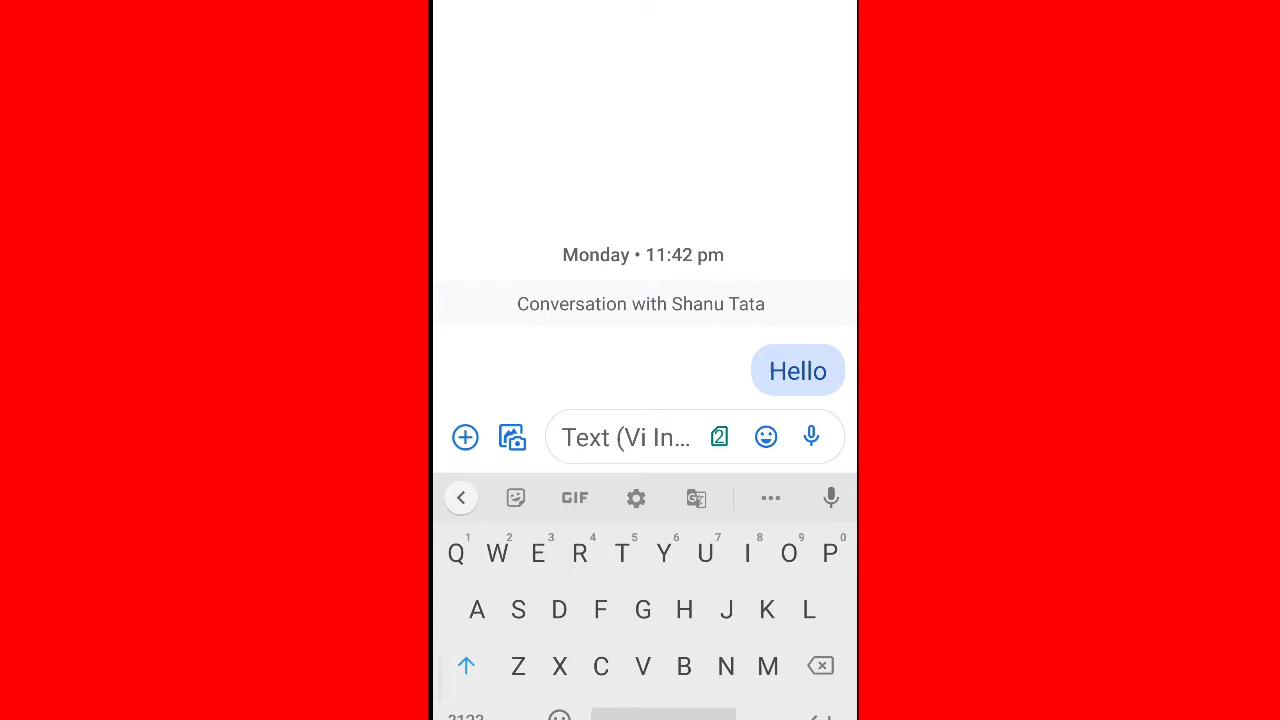 Monday • 11:42 pm
Conversation with Shanu Tata
Hello
Text (Vi In... 2
GIF
1 2 3 4 5 6 7 8 9 0
Q W E R T Y U I O P
A S D F G H J K L
Z X C V B N M